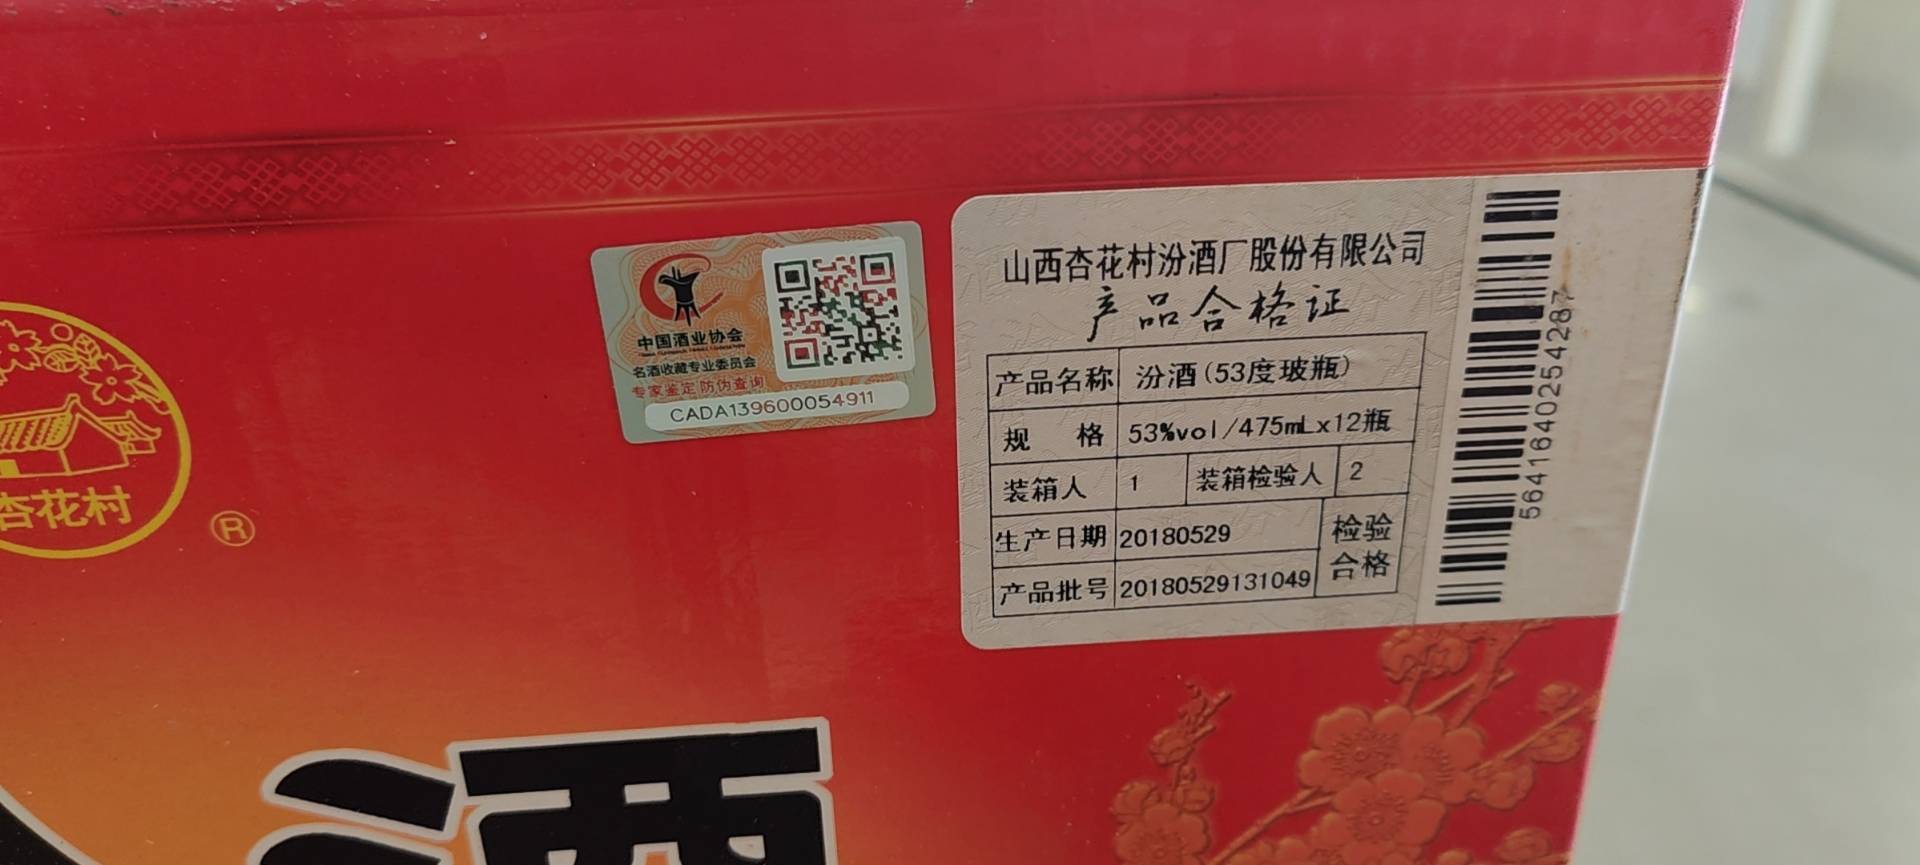 中国酒业协会
名酒收藏专业委员会
专家鉴定 防伪查询
CADA139600054911
山西杏花村汾酒厂股份有限公司
产品合格证
产品名称 汾酒(53度玻瓶)
规 格 53%vol/475mLx12瓶
装箱人 1 装箱检验人 2
生产日期 20180529 检验
产品批号 20180529131049 合格
5641640254287
杏花村
®
酒